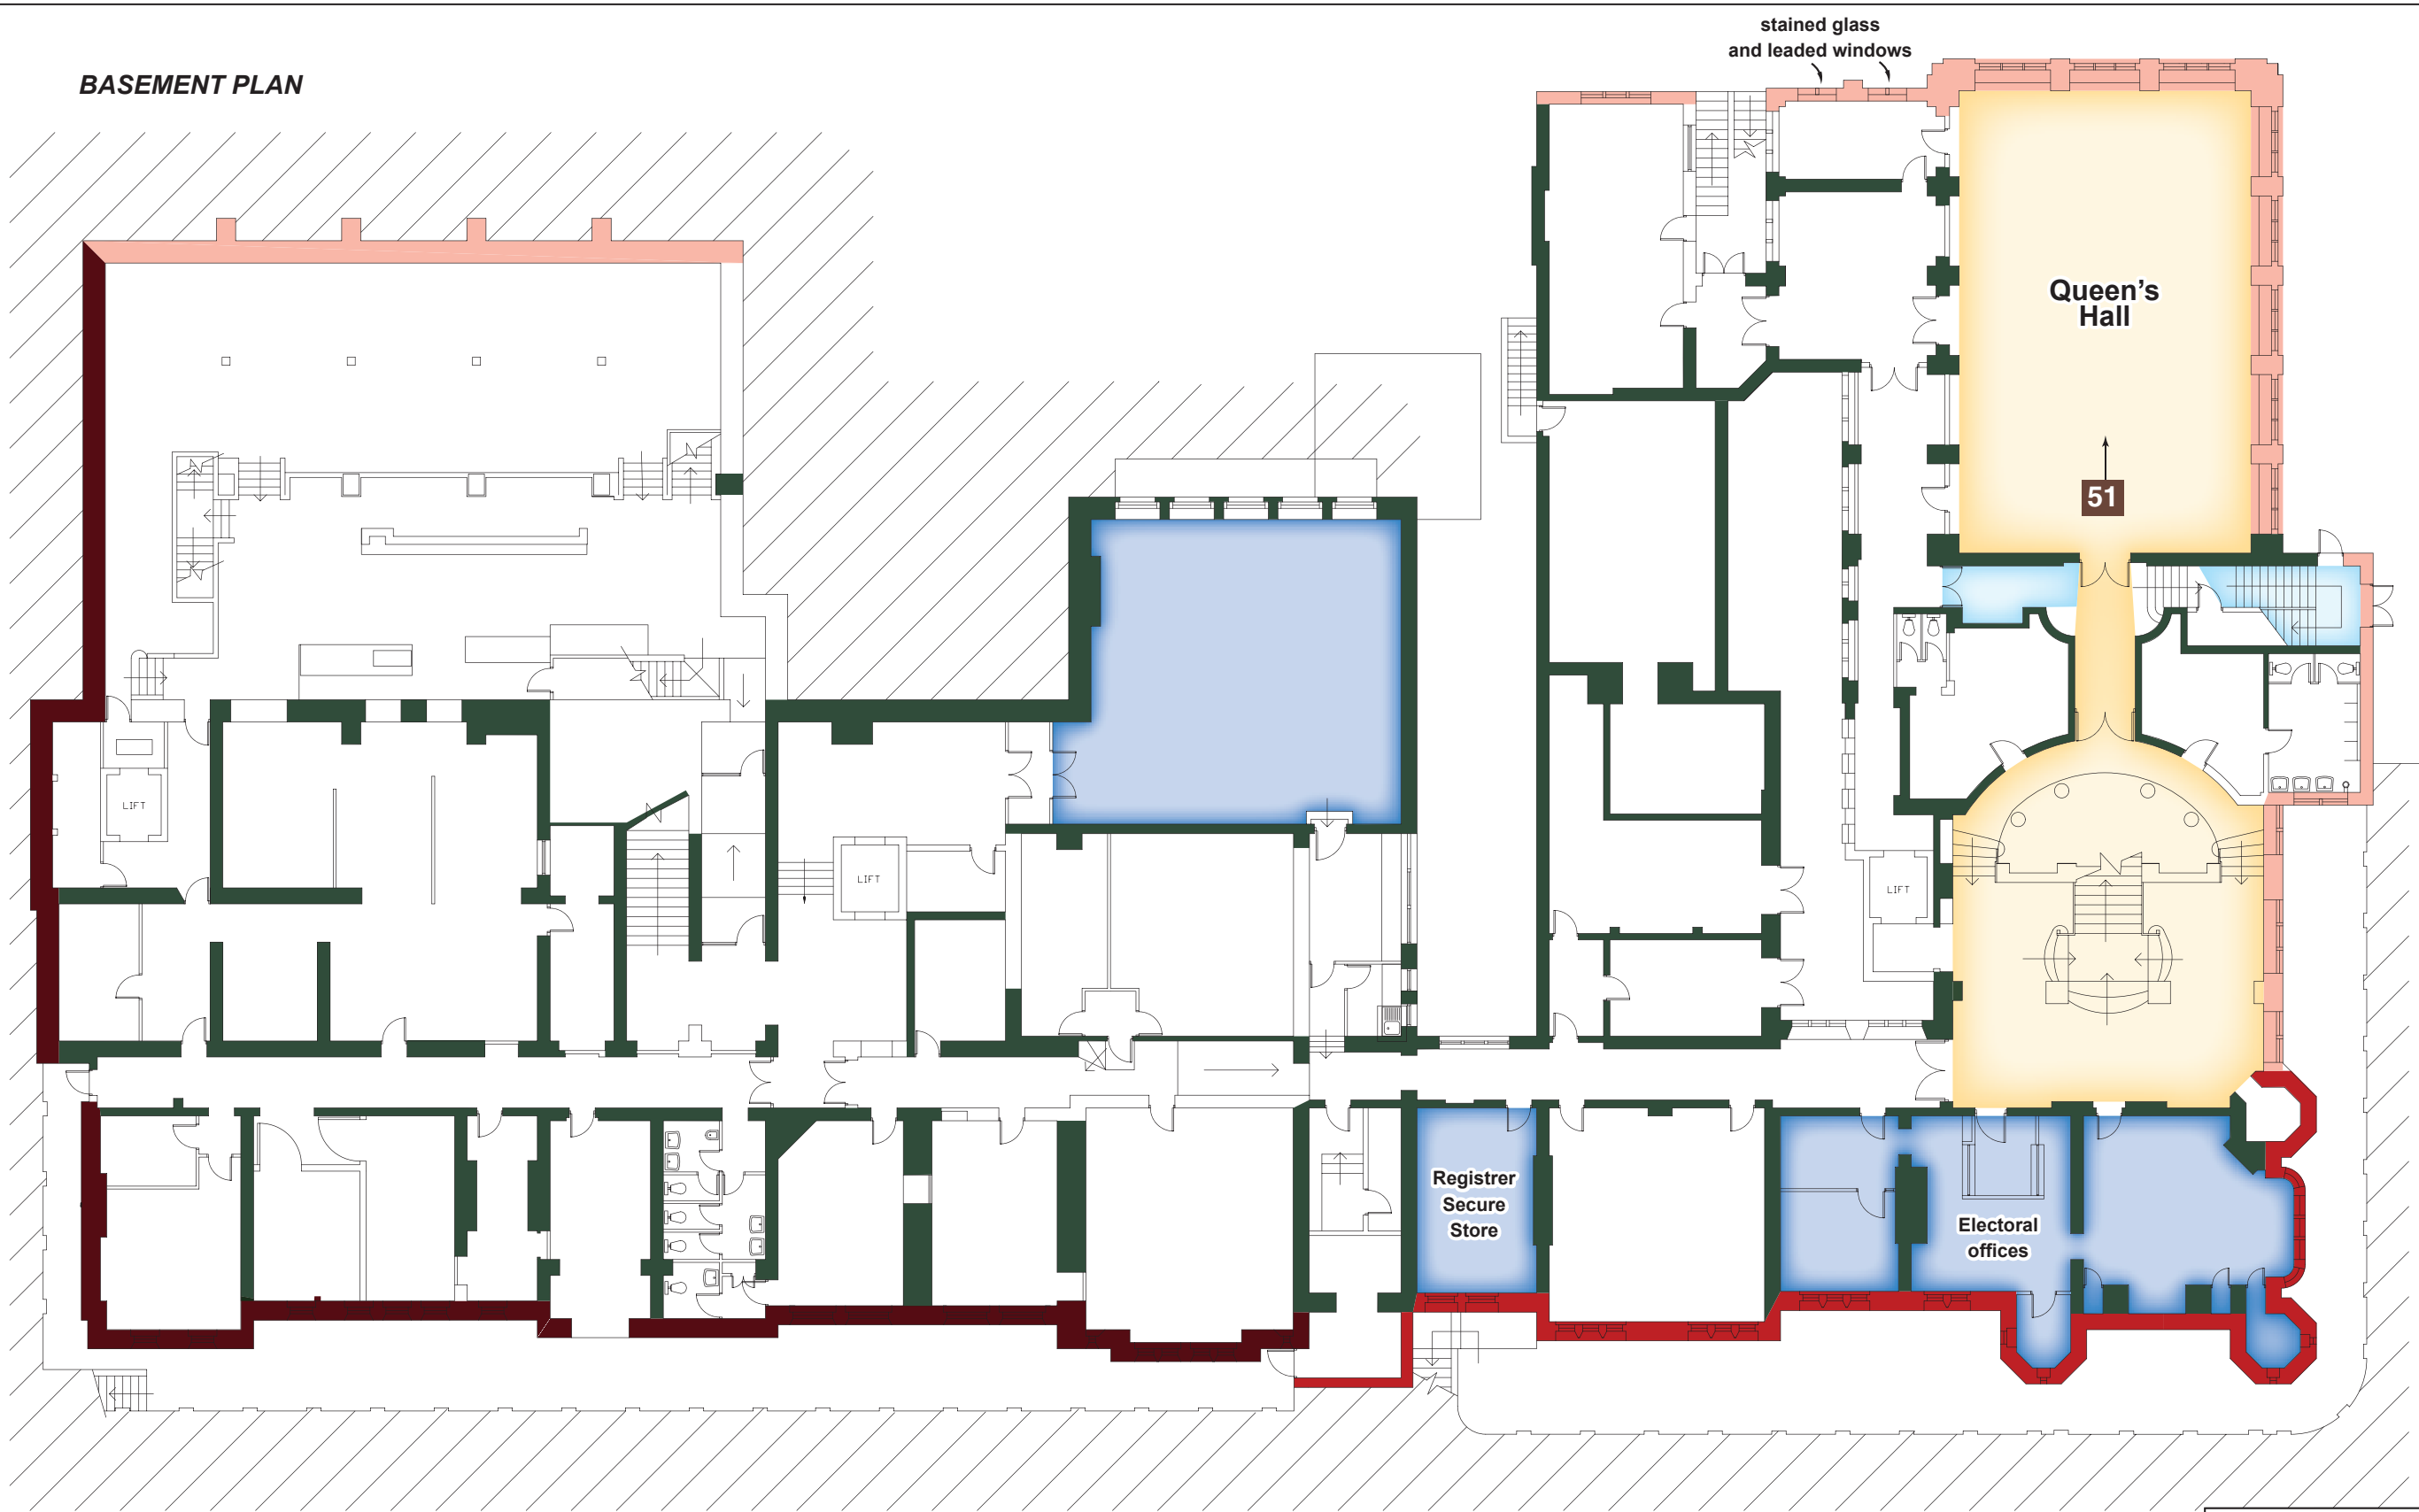 stained glass
and leaded windows
BASEMENT PLAN
Queen's
Hall
51
LIFT
LIFT
LIFT
Registrer
Secure
Store
Electoral
offices